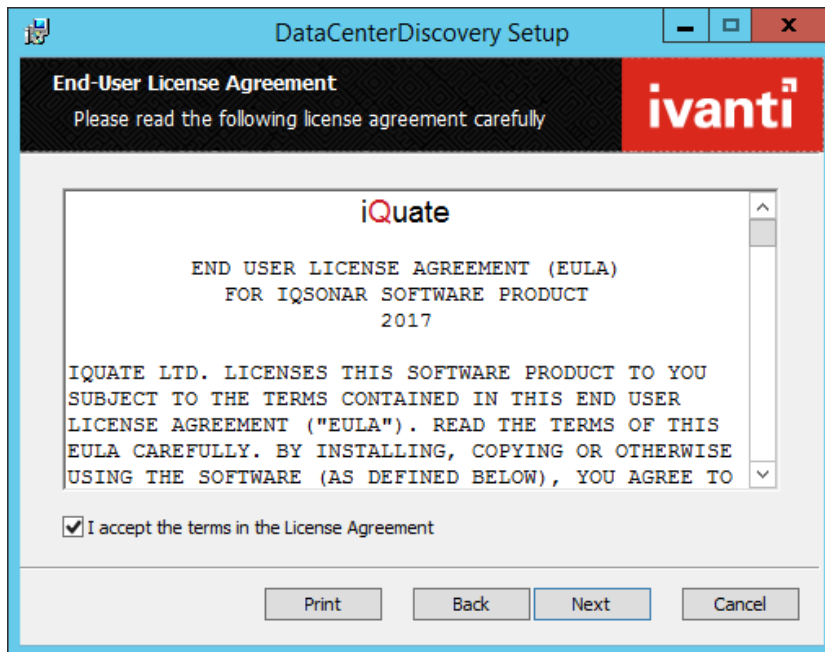 DataCenterDiscovery Setup
End-User License Agreement
Please read the following license agreement carefully
ivanti
iQuate
END USER LICENSE AGREEMENT (EULA)
FOR IQSONAR SOFTWARE PRODUCT
2017
IQUATE LTD. LICENSES THIS SOFTWARE PRODUCT TO YOU
SUBJECT TO THE TERMS CONTAINED IN THIS END USER
LICENSE AGREEMENT ("EULA"). READ THE TERMS OF THIS
EULA CAREFULLY. BY INSTALLING, COPYING OR OTHERWISE
USING THE SOFTWARE (AS DEFINED BELOW), YOU AGREE TO
I accept the terms in the License Agreement
Print Back Next Cancel